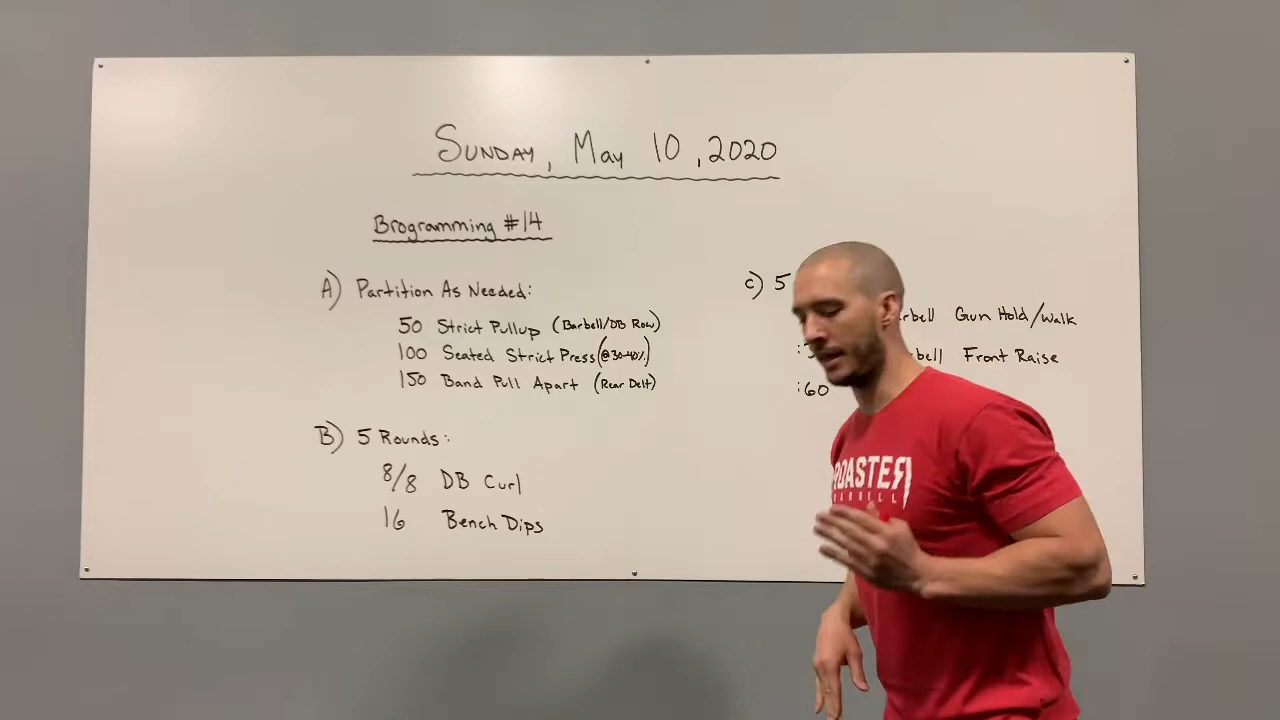 Sunday, May 10, 2020
Brogramming #14
A) Partition As Needed:
50 Strict Pullup (Barbell/DB Row)
100 Seated Strict Press (@30-40%)
150 Band Pull Apart (Rear Delt)
B) 5 Rounds:
8/8 DB Curl
16 Bench Dips
C) 5
Gun Hold/Walk
Front Raise
:60
ROASTER
BARBELL